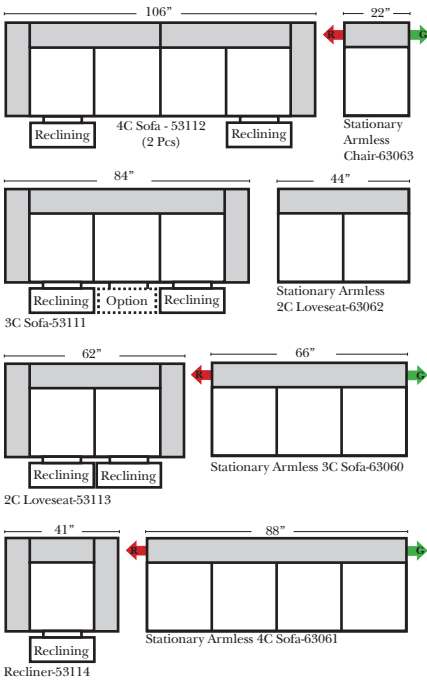 106”
22”
R
G
Reclining
4C Sofa - 53112
(2 Pcs)
Reclining
Stationary
Armless
Chair-63063
84”
44”
Reclining
Option
Reclining
3C Sofa-53111
Stationary Armless
2C Loveseat-63062
62”
66”
R
G
Reclining
Reclining
2C Loveseat-53113
Stationary Armless 3C Sofa-63060
41”
88”
R
G
Reclining
Recliner-53114
Stationary Armless 4C Sofa-63061